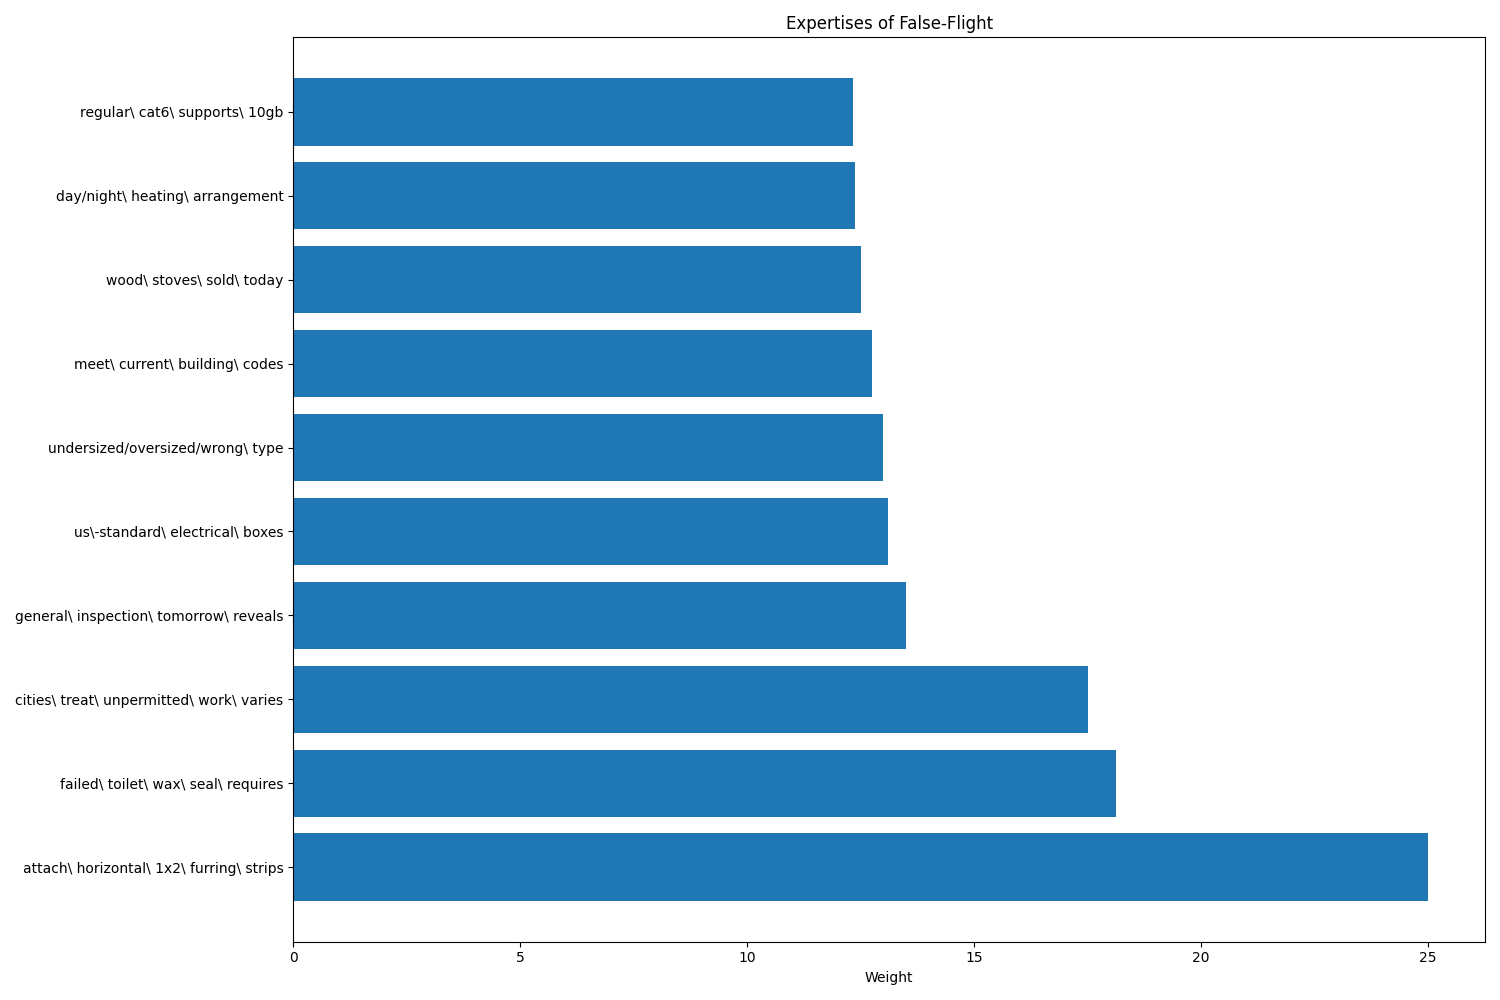 Expertises of False-Flight
regular\ cat6\ supports\ 10gb
day/night\ heating\ arrangement
wood\ stoves\ sold\ today
meet\ current\ building\ codes
undersized/oversized/wrong\ type
us\-standard\ electrical\ boxes
general\ inspection\ tomorrow\ reveals
cities\ treat\ unpermitted\ work\ varies
failed\ toilet\ wax\ seal\ requires
attach\ horizontal\ 1x2\ furring\ strips
0 5 10 15 20 25
Weight